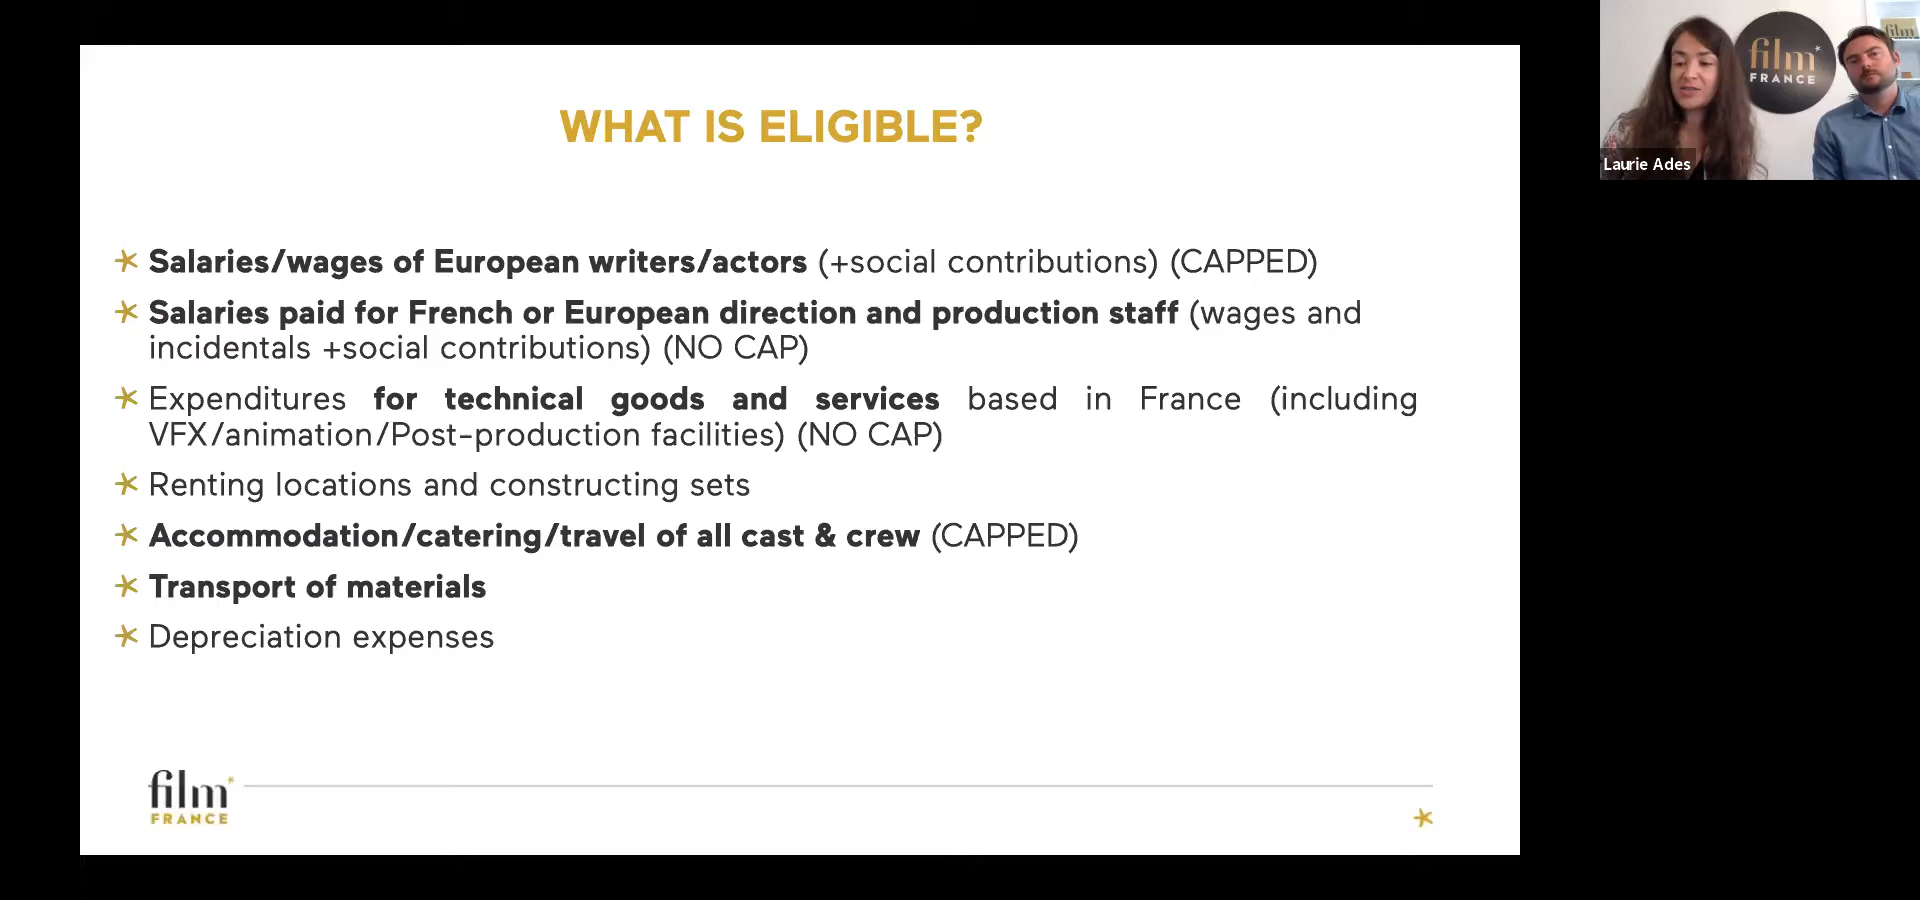 WHAT IS ELIGIBLE?
Salaries/wages of European writers/actors (+social contributions) (CAPPED)
Salaries paid for French or European direction and production staff (wages and
incidentals +social contributions) (NO CAP)
Expenditures for technical goods and services based in France (including
VFX/animation/Post-production facilities) (NO CAP)
Renting locations and constructing sets
Accommodation/catering/travel of all cast & crew (CAPPED)
Transport of materials
Depreciation expenses
film
FRANCE
film
FRANCE
film
Laurie Ades